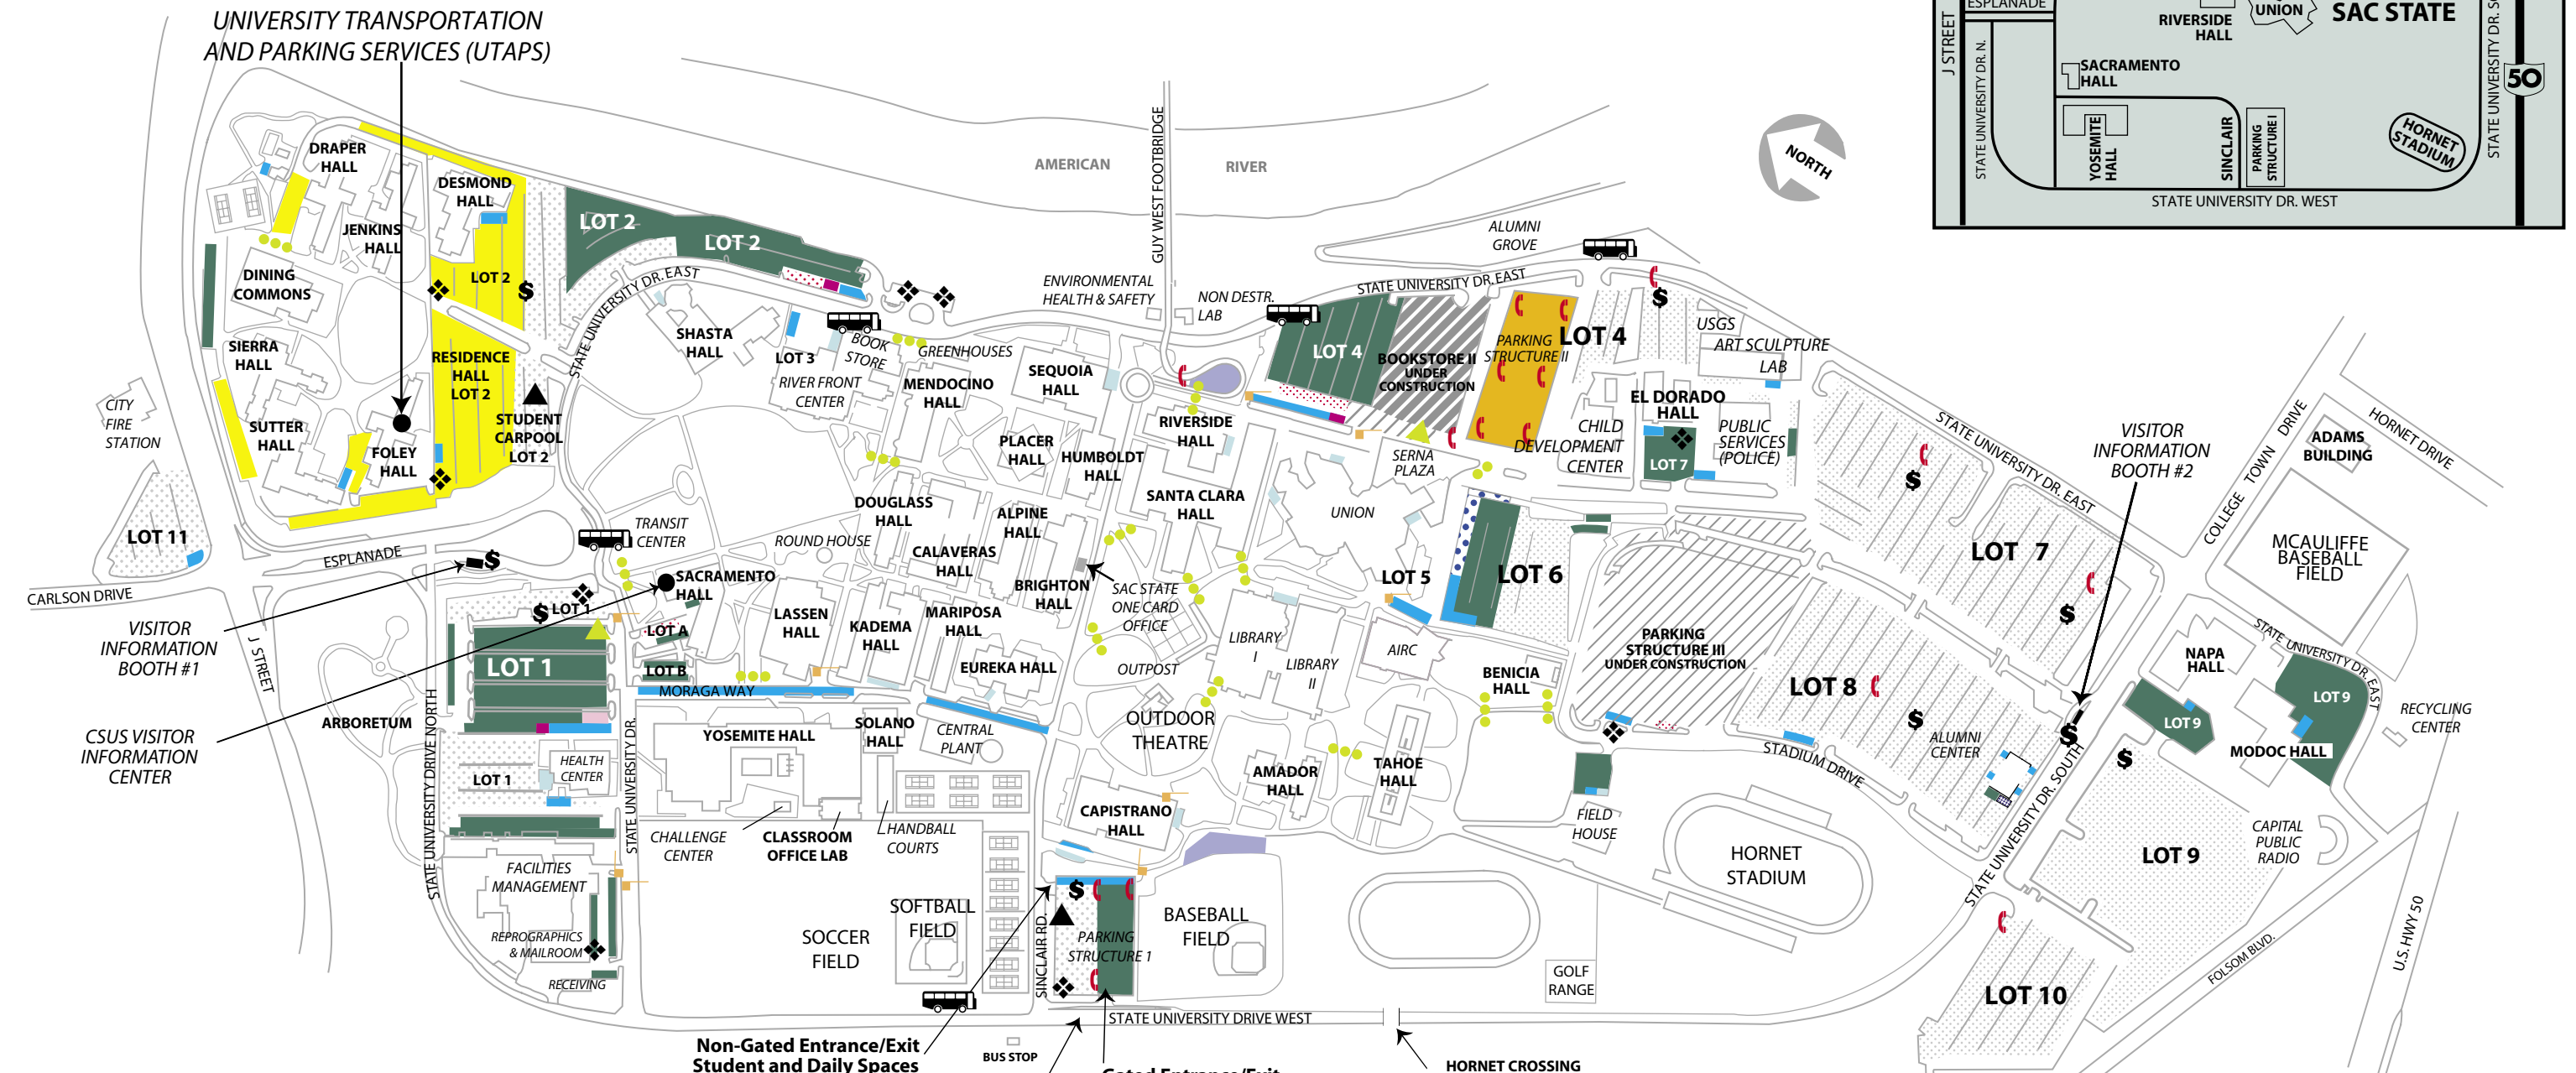 UNIVERSITY TRANSPORTATION
AND PARKING SERVICES (UTAPS)
J STREET
ESPLANADE
STATE UNIVERSITY DR. N.
RIVERSIDE
HALL
UNION
SAC STATE
SACRAMENTO
HALL
YOSEMITE
HALL
SINCLAIR
PARKING
STRUCTURE I
HORNET
STADIUM
50
STATE UNIVERSITY DR. WEST
AMERICAN
RIVER
GUY WEST FOOTBRIDGE
NORTH
DRAPER
HALL
DESMOND
HALL
JENKINS
HALL
DINING
COMMONS
LOT 2
LOT 2
LOT 2
STATE UNIVERSITY DR. EAST
SIERRA
HALL
RESIDENCE
HALL
LOT 2
STUDENT
CARPOOL
LOT 2
SUTTER
HALL
FOLEY
HALL
CITY
FIRE
STATION
LOT 11
ESPLANADE
CARLSON DRIVE
J STREET
SHASTA
HALL
LOT 3
RIVER FRONT
CENTER
BOOK
STORE
GREENHOUSES
MENDOCINO
HALL
SEQUOIA
HALL
ENVIRONMENTAL
HEALTH & SAFETY
NON DESTR.
LAB
PLACER
HALL
HUMBOLDT
HALL
RIVERSIDE
HALL
DOUGLASS
HALL
ALPINE
HALL
SANTA CLARA
HALL
CALAVERAS
HALL
BRIGHTON
HALL
SAC STATE
ONE CARD
OFFICE
ROUND HOUSE
TRANSIT
CENTER
SACRAMENTO
HALL
LOT 1
LOT A
LOT B
LASSEN
HALL
KADEMA
HALL
MARIPOSA
HALL
EUREKA HALL
OUTPOST
MORAGA WAY
VISITOR
INFORMATION
BOOTH #1
CSUS VISITOR
INFORMATION
CENTER
ARBORETUM
LOT 1
LOT 1
HEALTH
CENTER
STATE UNIVERSITY DRIVE NORTH
STATE UNIVERSITY DR.
YOSEMITE HALL
SOLANO
HALL
CENTRAL
PLANT
CHALLENGE
CENTER
CLASSROOM
OFFICE LAB
HANDBALL
COURTS
FACILITIES
MANAGEMENT
REPROGRAPHICS
& MAILROOM
RECEIVING
SOCCER
FIELD
SOFTBALL
FIELD
SINCLAIR RD.
PARKING
STRUCTURE 1
BASEBALL
FIELD
CAPISTRANO
HALL
OUTDOOR
THEATRE
AMADOR
HALL
TAHOE
HALL
LIBRARY
I
LIBRARY
II
AIRC
BENICIA
HALL
UNION
LOT 5
LOT 6
SERNA
PLAZA
STATE UNIVERSITY DR. EAST
ALUMNI
GROVE
LOT 4
BOOKSTORE II
UNDER
CONSTRUCTION
PARKING
STRUCTURE II
LOT 4
USGS
ART SCULPTURE
LAB
EL DORADO
HALL
CHILD
DEVELOPMENT
CENTER
LOT 7
PUBLIC
SERVICES
(POLICE)
STATE UNIVERSITY DR. EAST
VISITOR
INFORMATION
BOOTH #2
LOT 7
COLLEGE TOWN DRIVE
HORNET DRIVE
ADAMS
BUILDING
MCAULIFFE
BASEBALL
FIELD
PARKING
STRUCTURE III
UNDER CONSTRUCTION
LOT 8
ALUMNI
CENTER
STADIUM DRIVE
STATE UNIVERSITY DR. SOUTH
STATE UNIVERSITY DR. SOUTH
NAPA
HALL
STATE UNIVERSITY DR. EAST
LOT 9
LOT 9
MODOC HALL
RECYCLING
CENTER
CAPITAL
PUBLIC
RADIO
LOT 9
LOT 10
FOLSOM BLVD.
U.S. HWY 50
FIELD
HOUSE
HORNET
STADIUM
GOLF
RANGE
STATE UNIVERSITY DRIVE WEST
Non-Gated Entrance/Exit
Student and Daily Spaces
BUS STOP
Gated Entrance/Exit
HORNET CROSSING